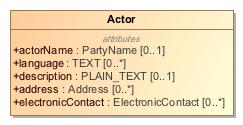 Actor
attributes
+actorName : PartyName [0..1]
+language : TEXT [0..*]
+description : PLAIN_TEXT [0..1]
+address : Address [0..*]
+electronicContact : ElectronicContact [0..*]